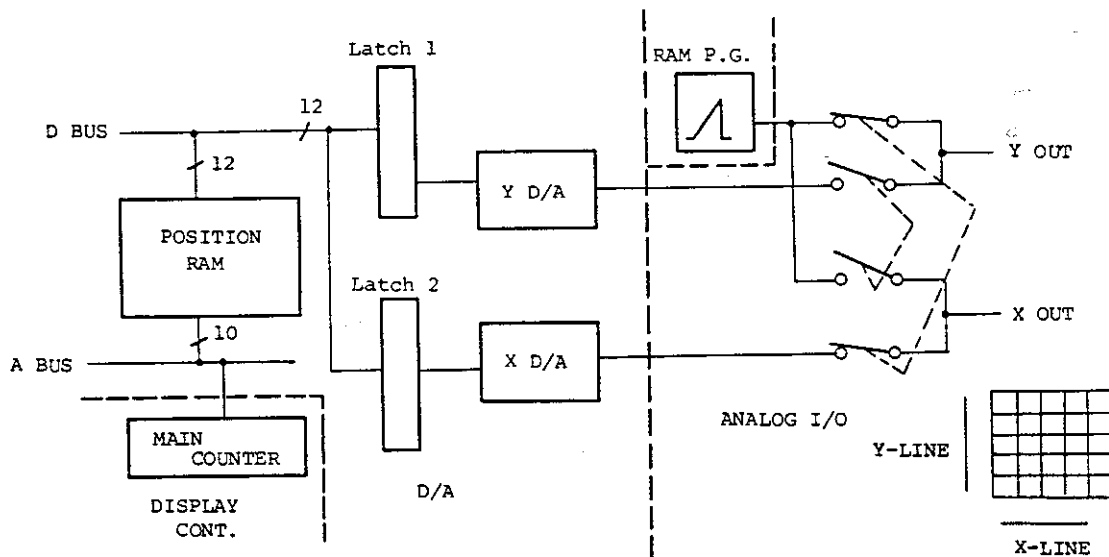 Latch 1
RAM P.G.
12
D BUS
12
Y OUT
Y D/A
POSITION
RAM
Latch 2
10
X OUT
A BUS
X D/A
MAIN
COUNTER
ANALOG I/O
Y-LINE
D/A
DISPLAY
CONT.
X-LINE